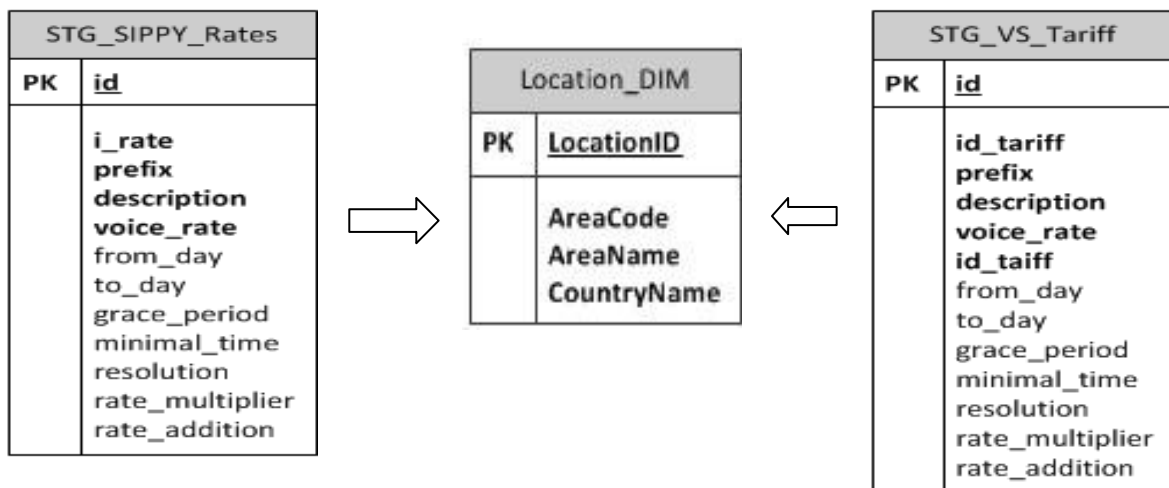 STG_SIPPY_Rates
PK id
i_rate
prefix
description
voice_rate
from_day
to_day
grace_period
minimal_time
resolution
rate_multiplier
rate_addition
Location_DIM
PK LocationID
AreaCode
AreaName
CountryName
STG_VS_Tariff
PK id
id_tariff
prefix
description
voice_rate
id_taiff
from_day
to_day
grace_period
minimal_time
resolution
rate_multiplier
rate_addition